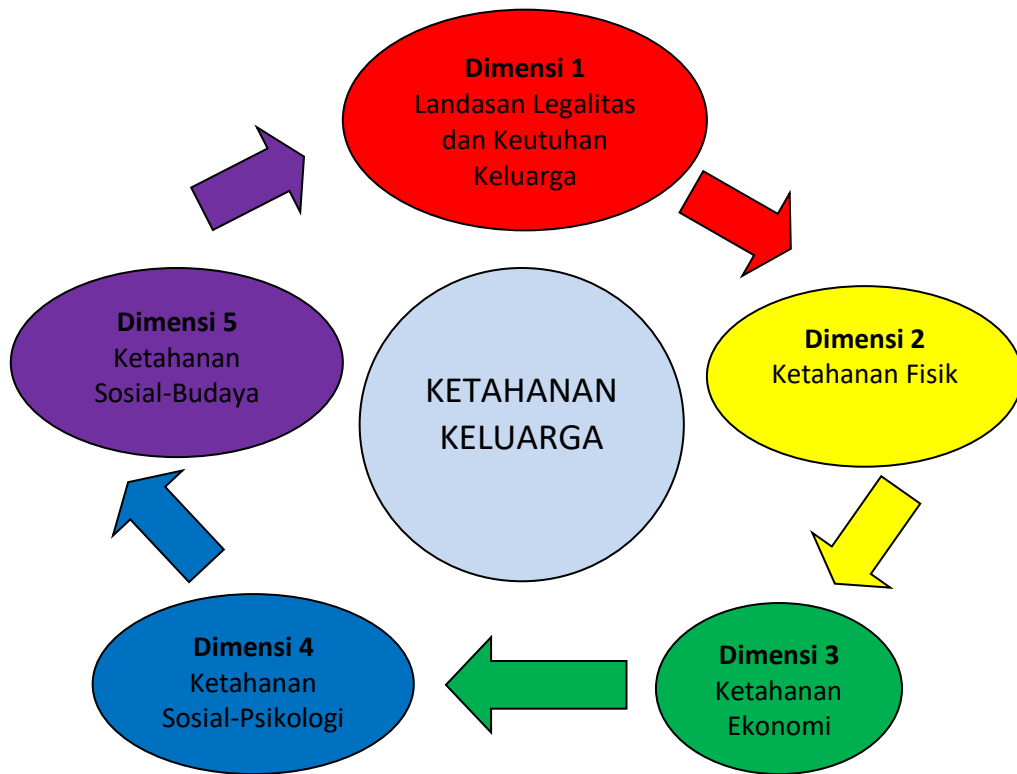 Dimensi 1
Landasan Legalitas
dan Keutuhan
Keluarga
Dimensi 2
Ketahanan Fisik
Dimensi 3
Ketahanan
Ekonomi
Dimensi 4
Ketahanan
Sosial-Psikologi
Dimensi 5
Ketahanan
Sosial-Budaya
KETAHANAN
KELUARGA